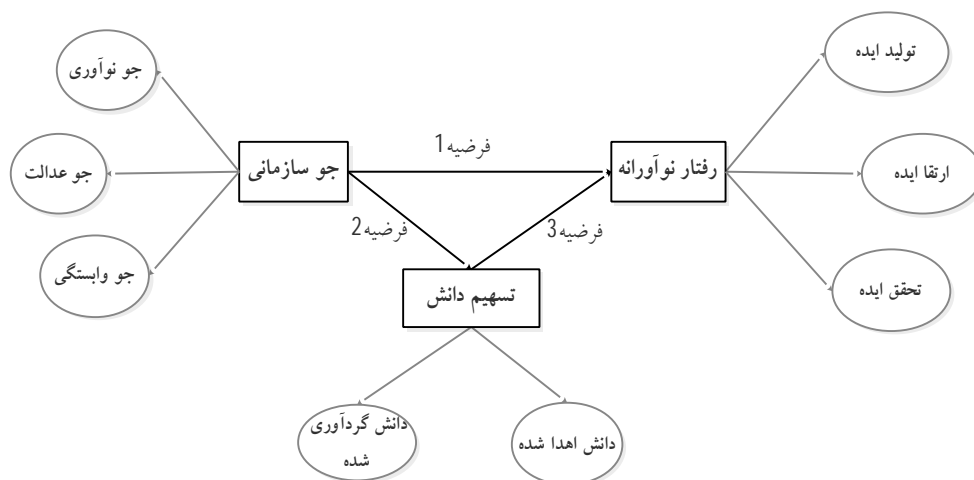 تولید ایده
جو نوآوری
فرضیه1
جو سازمانی
رفتار نوآورانه
جو عدالت
ارتقا ایده
فرضیه2
فرضیه3
جو وابستگی
تسهیم دانش
تحقق ایده
دانش گردآوری
شده
دانش اهدا شده